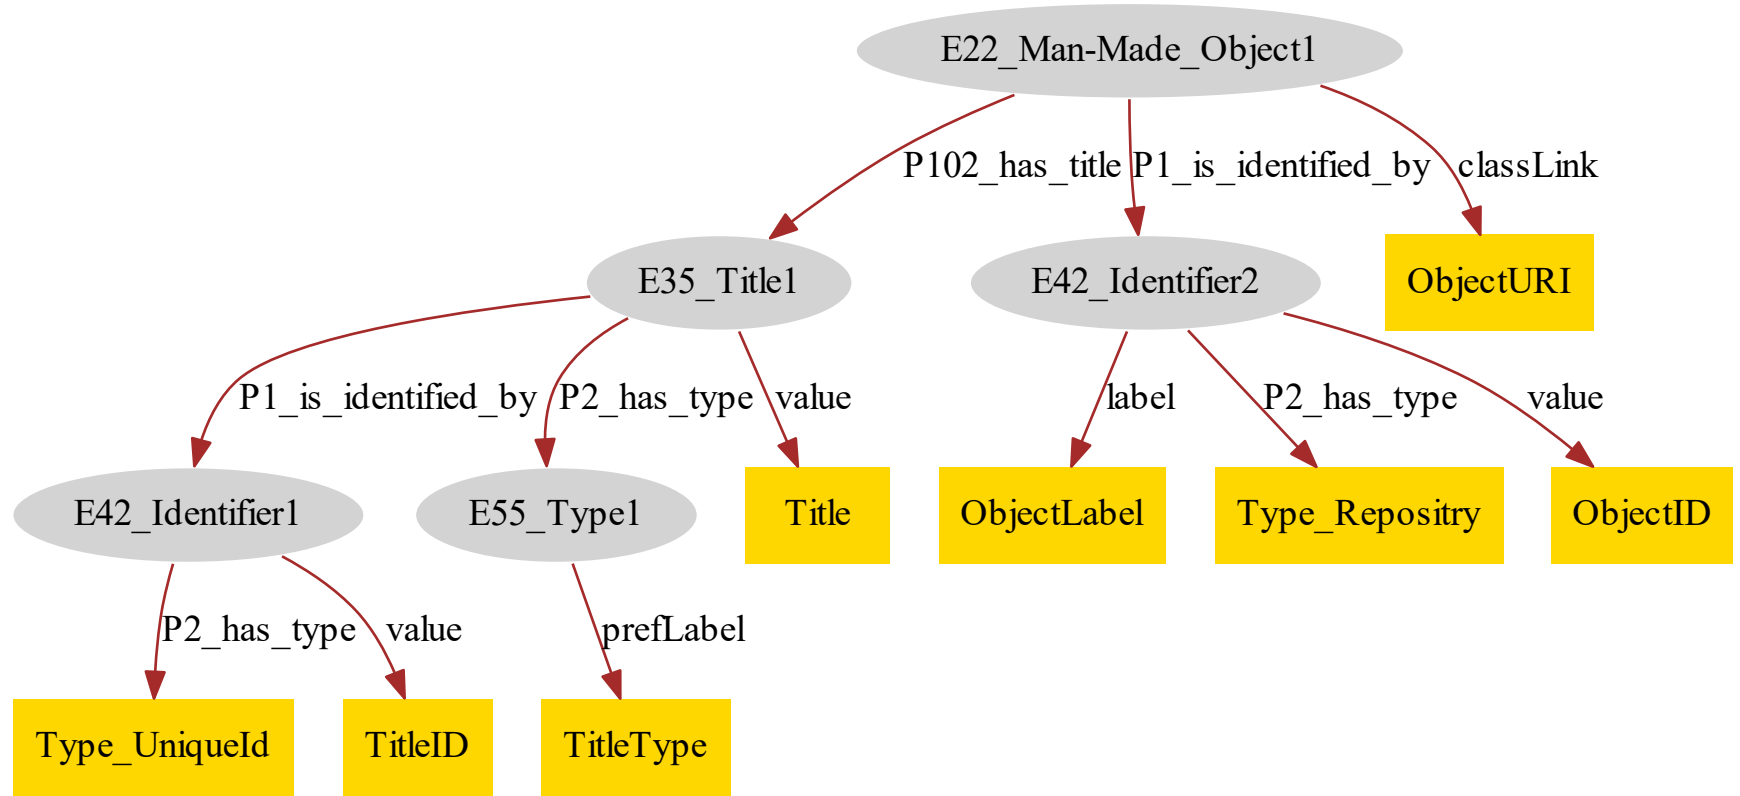 E22_Man-Made_Object1
P102_has_title
P1_is_identified_by
classLink
E35_Title1
E42_Identifier2
ObjectURI
P1_is_identified_by
P2_has_type
value
label
P2_has_type
value
E42_Identifier1
E55_Type1
Title
ObjectLabel
Type_Repositry
ObjectID
P2_has_type
value
prefLabel
Type_UniqueId
TitleID
TitleType